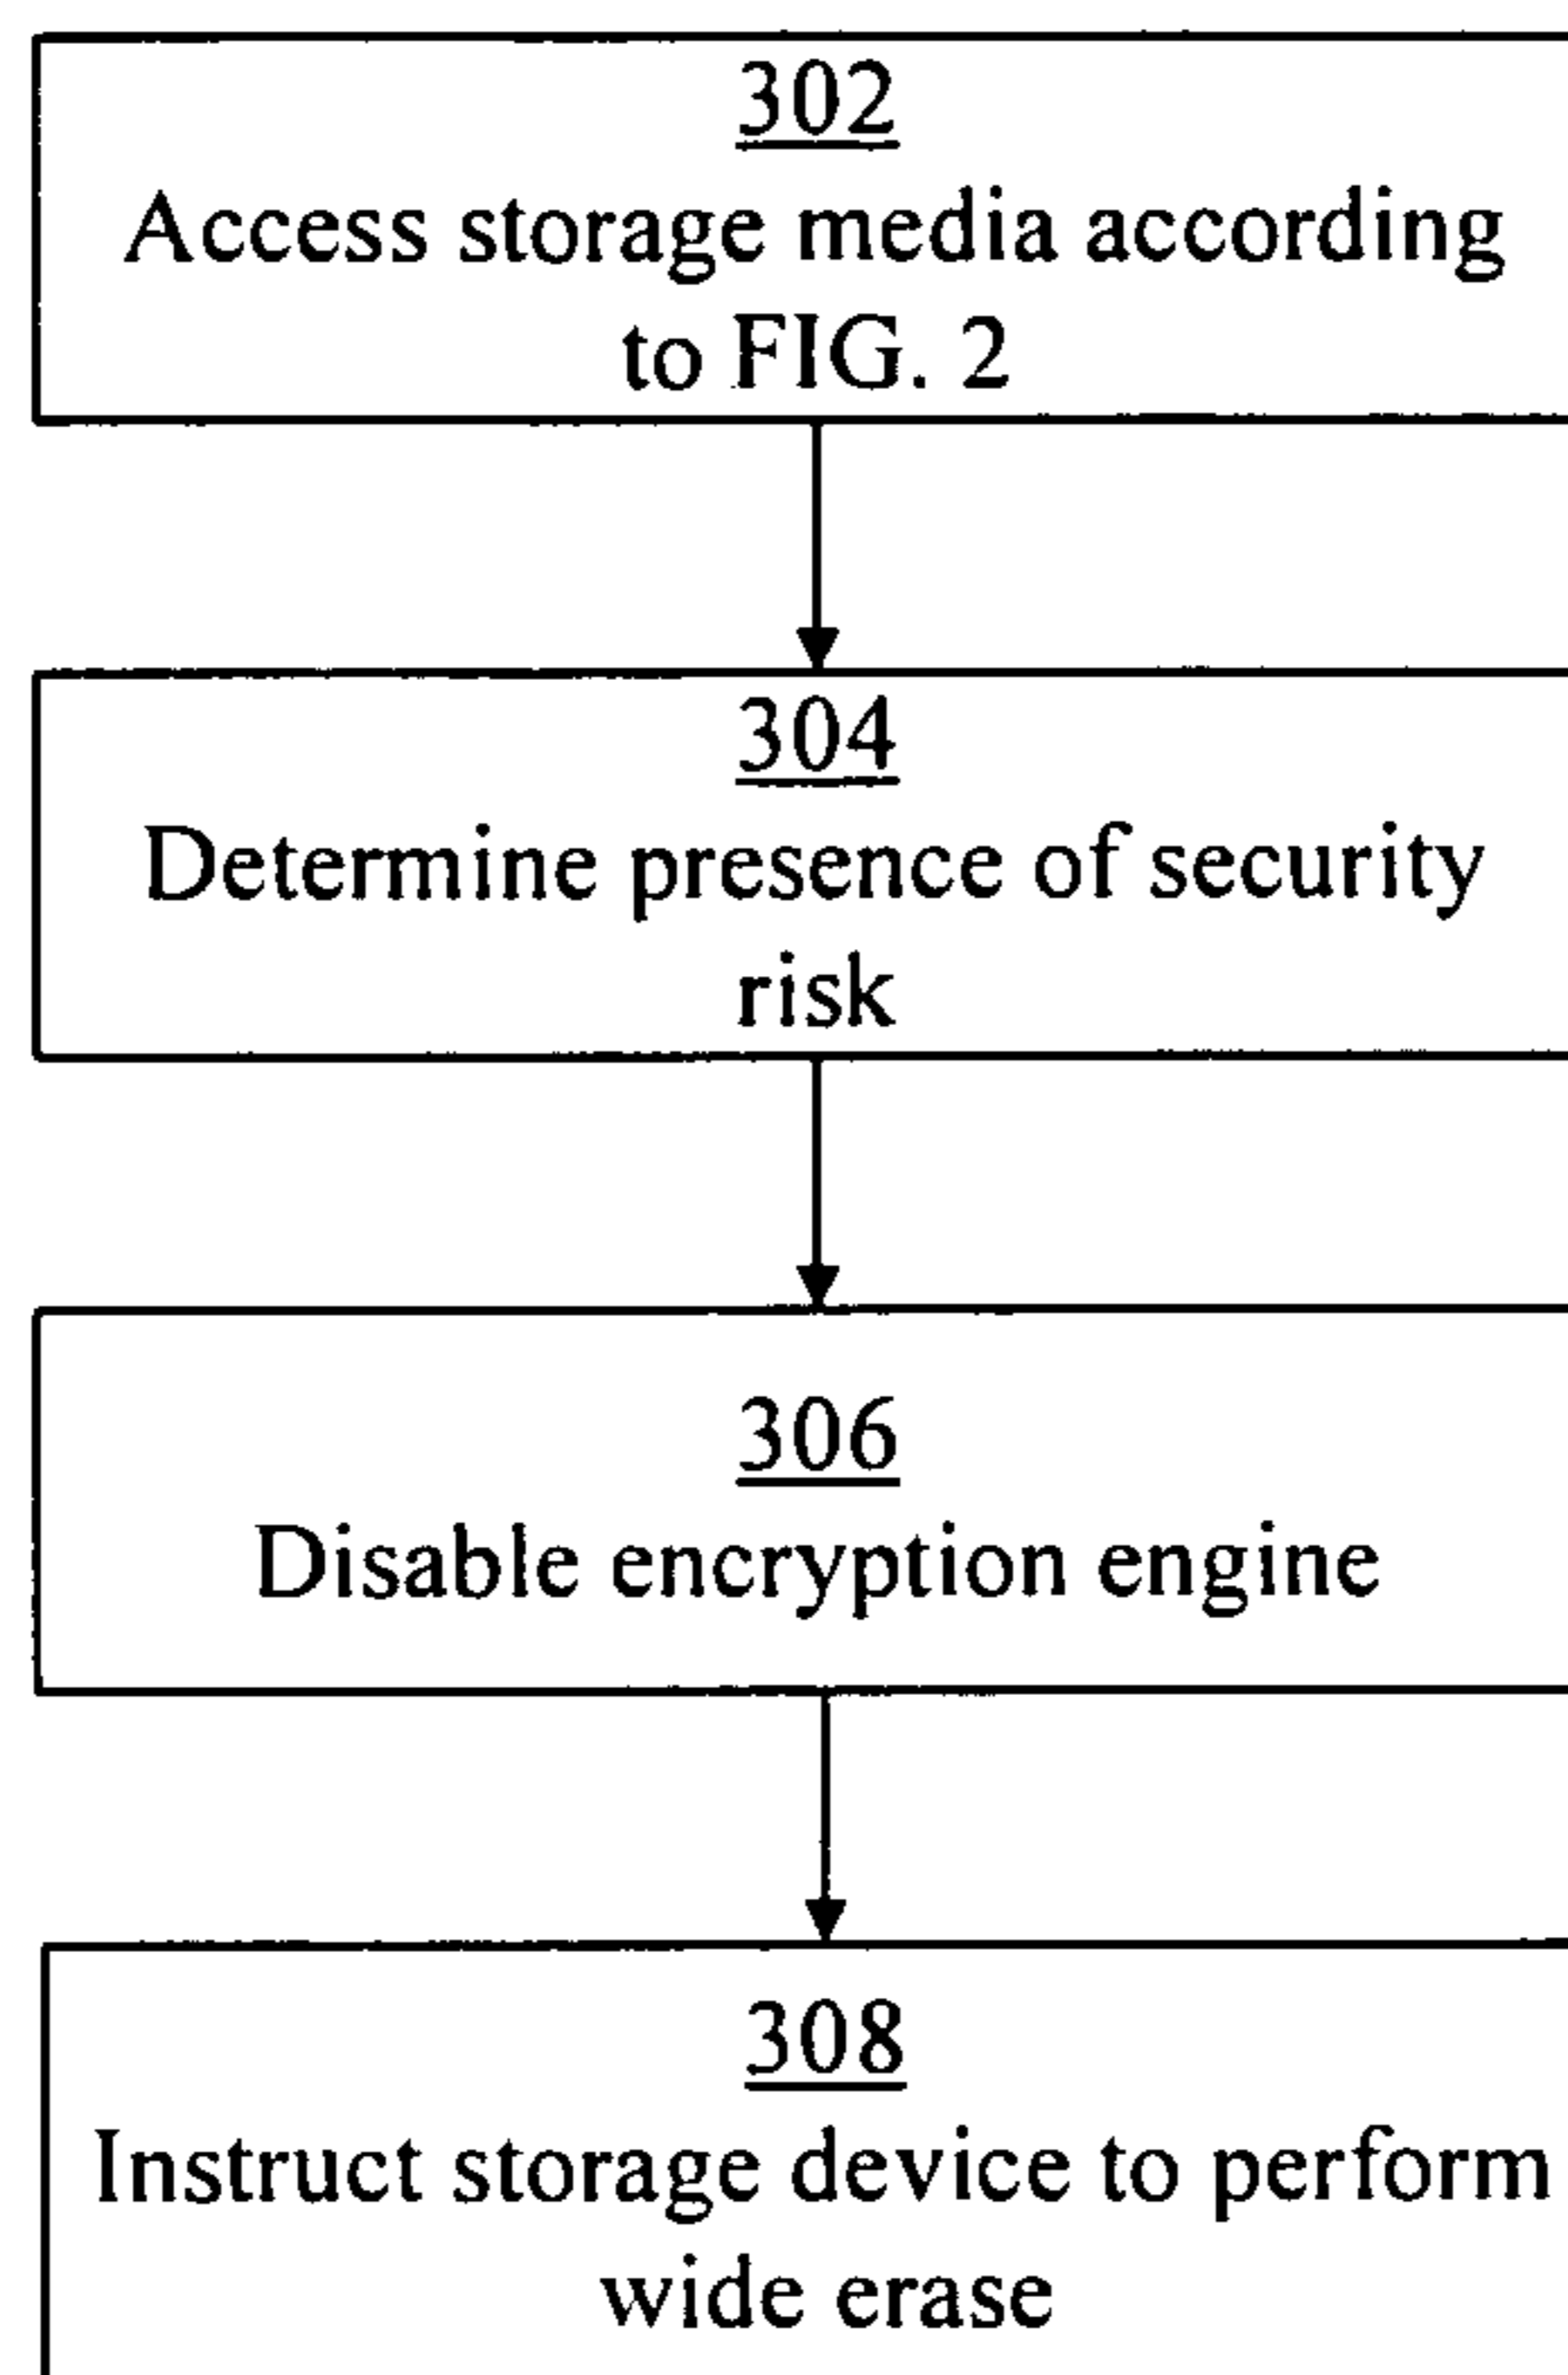 302
Access storage media according
to FIG. 2
304
Determine presence of security
risk
306
Disable encryption engine
308
Instruct storage device to perform
wide erase